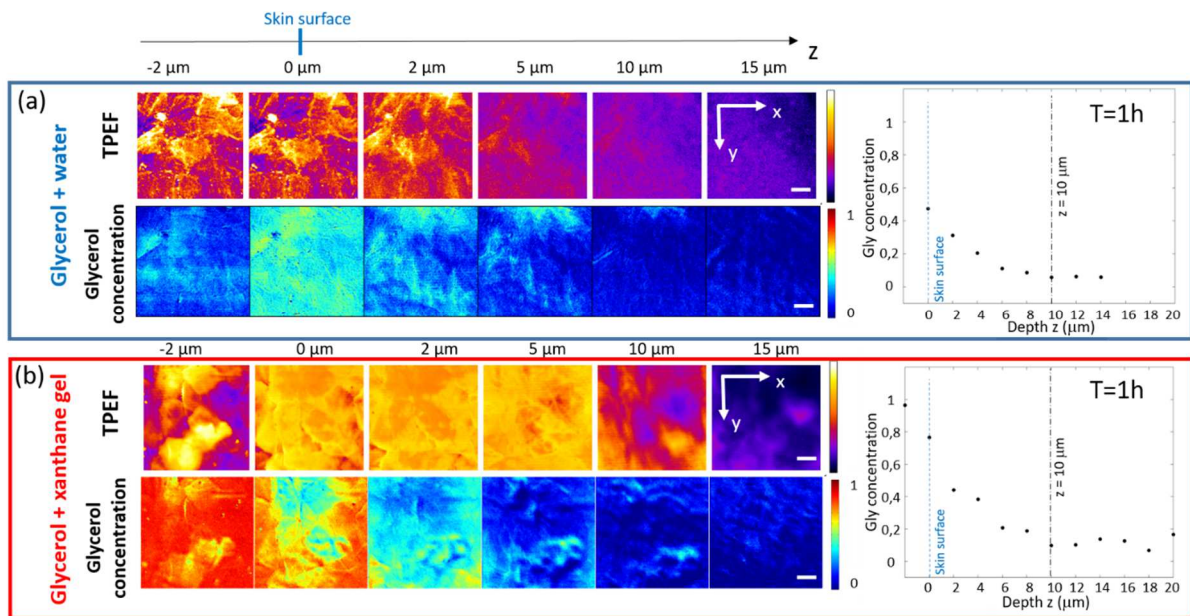 Skin surface
z
-2 µm 0 µm 2 µm 5 µm 10 µm 15 µm
(a)
Glycerol + water
TPEF
x
y
Glycerol
concentration
1
0
Gly concentration
1
0,8
0,6
0,4
0,2
0
T=1h
Skin surface
z = 10 µm
0 2 4 6 8 10 12 14 16 18 20
Depth z (µm)
-2 µm 0 µm 2 µm 5 µm 10 µm 15 µm
(b)
Glycerol + xanthane gel
TPEF
x
y
Glycerol
concentration
1
0
Gly concentration
1
0,8
0,6
0,4
0,2
0
T=1h
Skin surface
z = 10 µm
0 2 4 6 8 10 12 14 16 18 20
Depth z (µm)